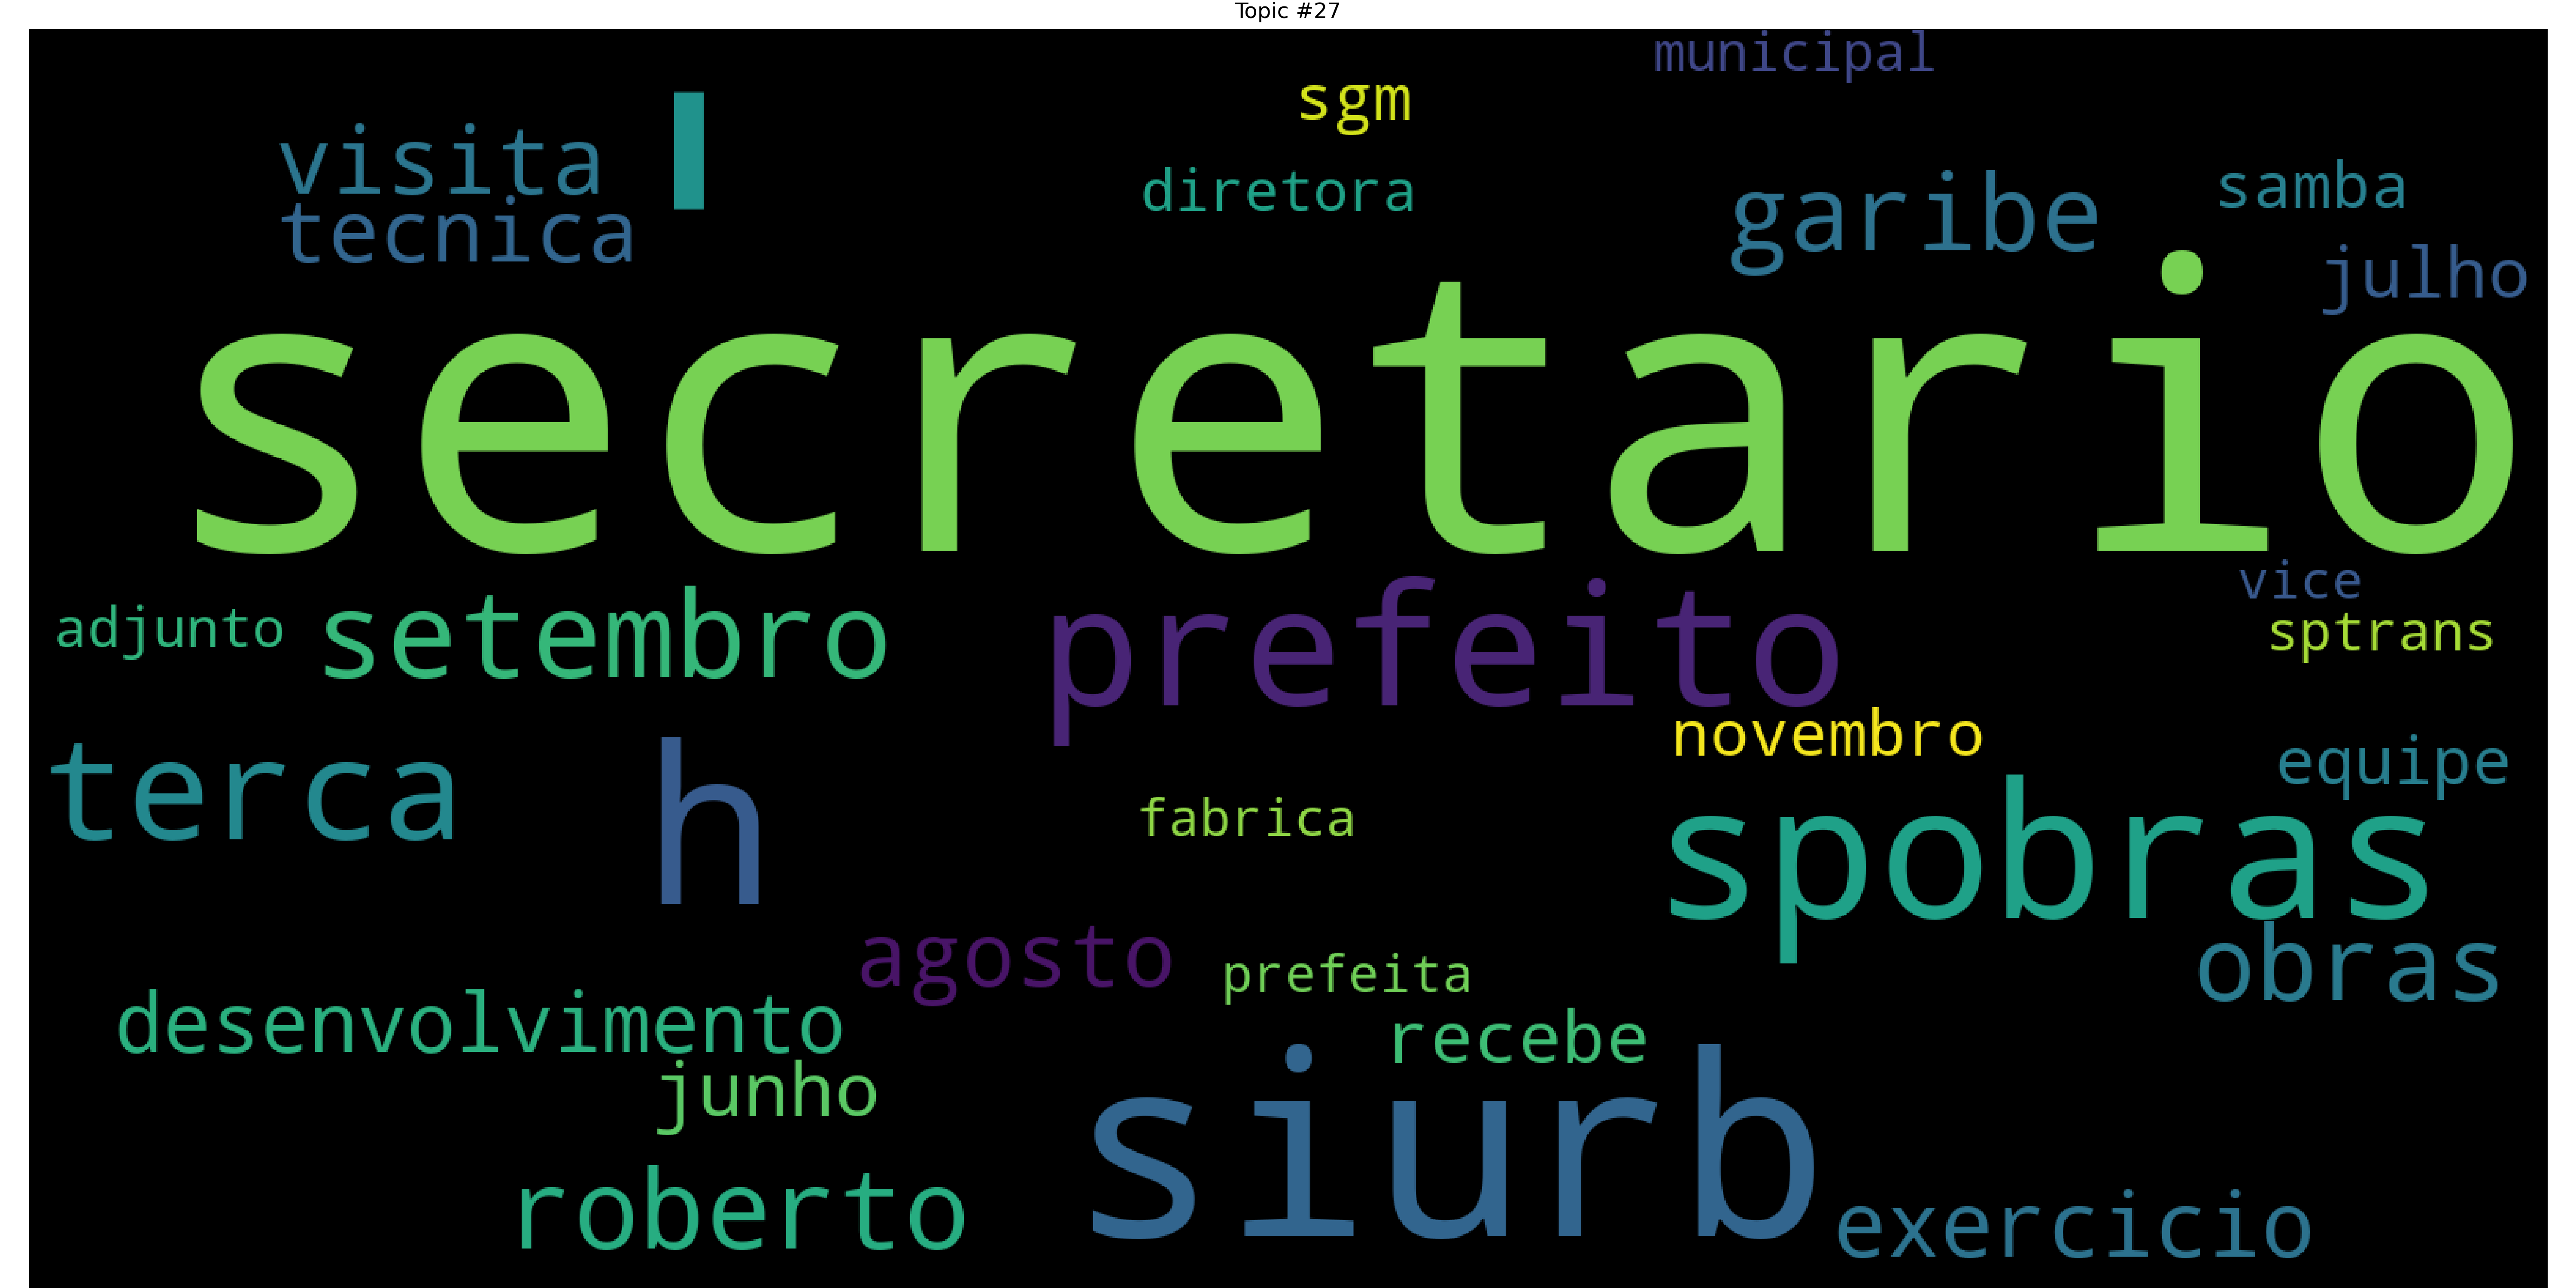 Topic #27
municipal
sgm
visita
diretora
samba
garibe
tecnica
julho
secretario
vice
adjunto
setembro
prefeito
sptrans
novembro
terca
h
equipe
fabrica
spobras
agosto
prefeita
obras
desenvolvimento
recebe
junho
siurb
roberto
exercicio